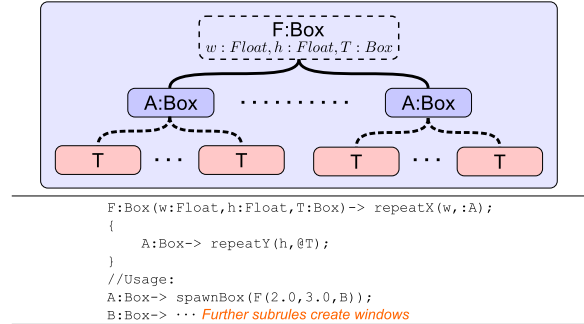 F:Box
w : Float, h : Float, T : Box
A:Box ·········· A:Box
T ··· T T ··· T
F:Box(w:Float,h:Float,T:Box)-> repeatX(w,:A);
{
A:Box-> repeatY(h,@T);
}
//Usage:
A:Box-> spawnBox(F(2.0,3.0,B));
B:Box-> ··· Further subrules create windows